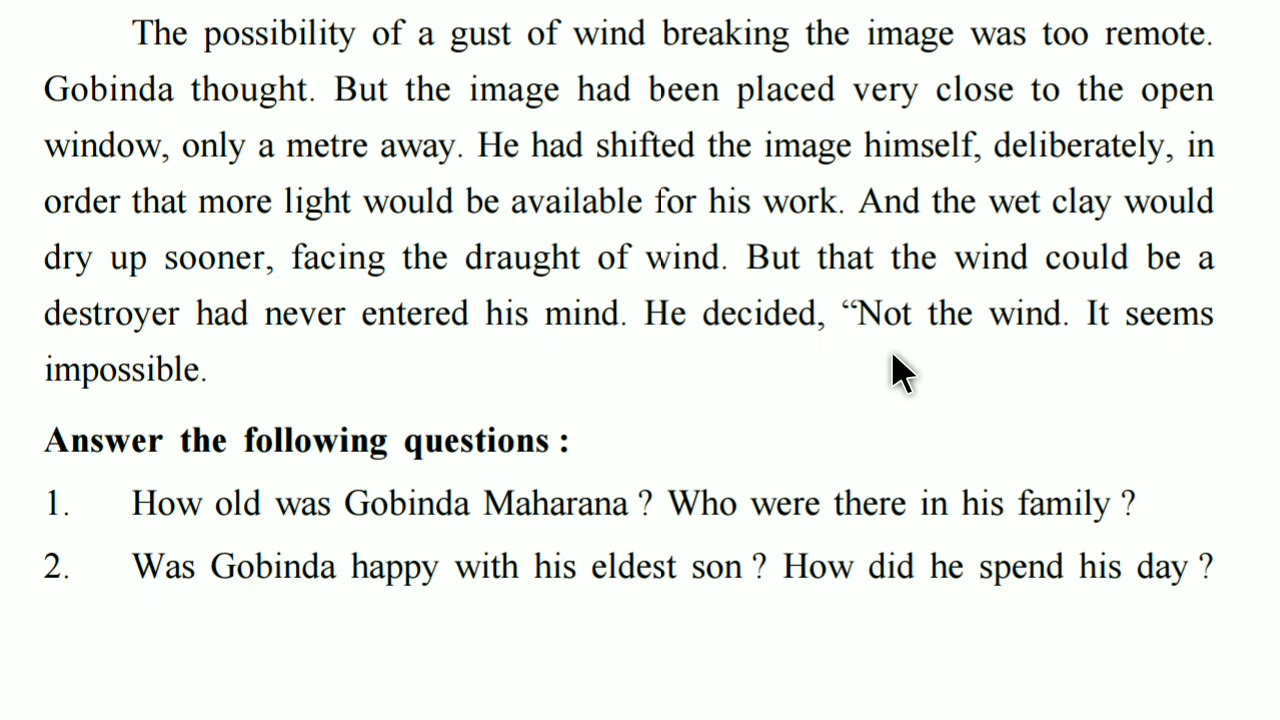 The possibility of a gust of wind breaking the image was too remote.
Gobinda thought. But the image had been placed very close to the open
window, only a metre away. He had shifted the image himself, deliberately, in
order that more light would be available for his work. And the wet clay would
dry up sooner, facing the draught of wind. But that the wind could be a
destroyer had never entered his mind. He decided, “Not the wind. It seems
impossible.
Answer the following questions :
1. How old was Gobinda Maharana ? Who were there in his family ?
2. Was Gobinda happy with his eldest son ? How did he spend his day ?